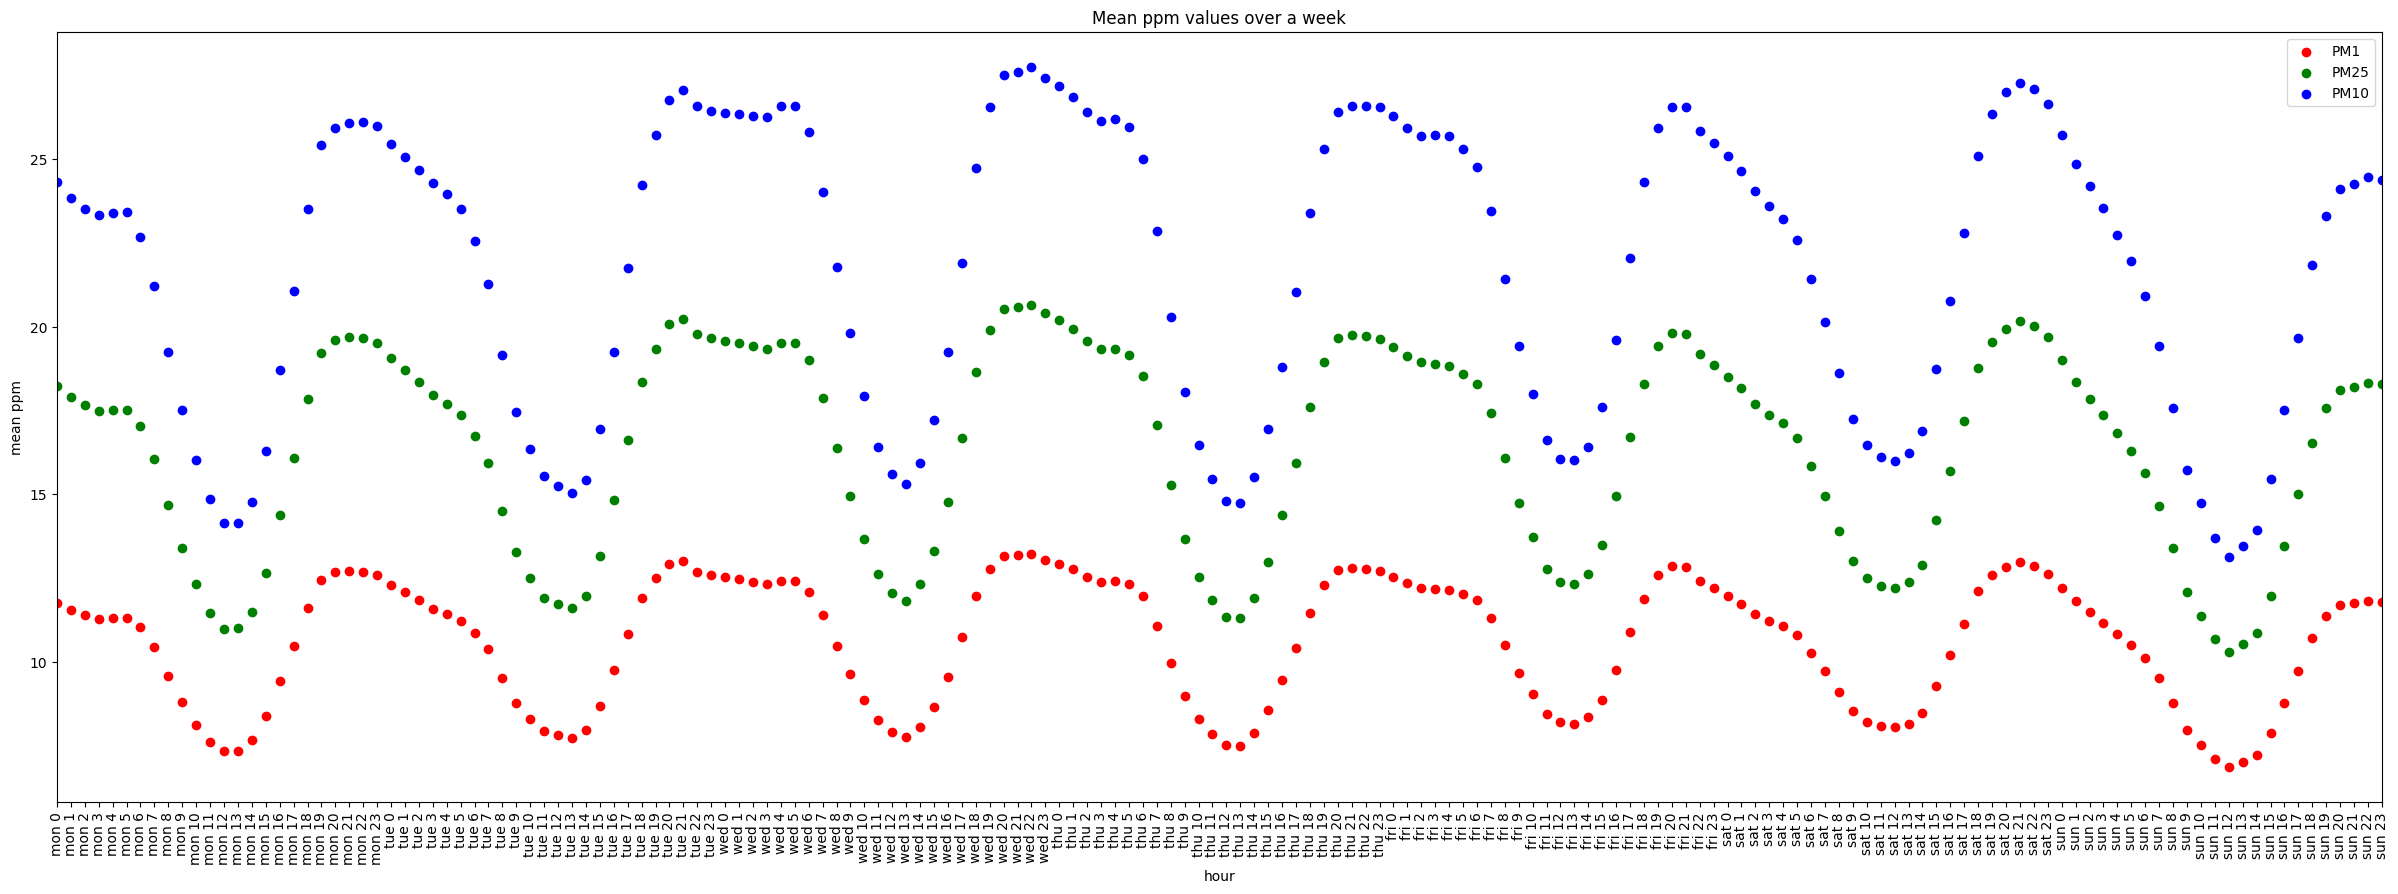 Mean ppm values over a week
PM1
PM25
PM10
mean ppm
25
20
15
10
mon 0
mon 1
mon 2
mon 3
mon 4
mon 5
mon 6
mon 7
mon 8
mon 9
mon 10
mon 11
mon 12
mon 13
mon 14
mon 15
mon 16
mon 17
mon 18
mon 19
mon 20
mon 21
mon 22
mon 23
tue 0
tue 1
tue 2
tue 3
tue 4
tue 5
tue 6
tue 7
tue 8
tue 9
tue 10
tue 11
tue 12
tue 13
tue 14
tue 15
tue 16
tue 17
tue 18
tue 19
tue 20
tue 21
tue 22
tue 23
wed 0
wed 1
wed 2
wed 3
wed 4
wed 5
wed 6
wed 7
wed 8
wed 9
wed 10
wed 11
wed 12
wed 13
wed 14
wed 15
wed 16
wed 17
wed 18
wed 19
wed 20
wed 21
wed 22
wed 23
thu 0
thu 1
thu 2
thu 3
thu 4
thu 5
thu 6
thu 7
thu 8
thu 9
thu 10
thu 11
thu 12
thu 13
thu 14
thu 15
thu 16
thu 17
thu 18
thu 19
thu 20
thu 21
thu 22
thu 23
fri 0
fri 1
fri 2
fri 3
fri 4
fri 5
fri 6
fri 7
fri 8
fri 9
fri 10
fri 11
fri 12
fri 13
fri 14
fri 15
fri 16
fri 17
fri 18
fri 19
fri 20
fri 21
fri 22
fri 23
sat 0
sat 1
sat 2
sat 3
sat 4
sat 5
sat 6
sat 7
sat 8
sat 9
sat 10
sat 11
sat 12
sat 13
sat 14
sat 15
sat 16
sat 17
sat 18
sat 19
sat 20
sat 21
sat 22
sat 23
sun 0
sun 1
sun 2
sun 3
sun 4
sun 5
sun 6
sun 7
sun 8
sun 9
sun 10
sun 11
sun 12
sun 13
sun 14
sun 15
sun 16
sun 17
sun 18
sun 19
sun 20
sun 21
sun 22
sun 23
hour